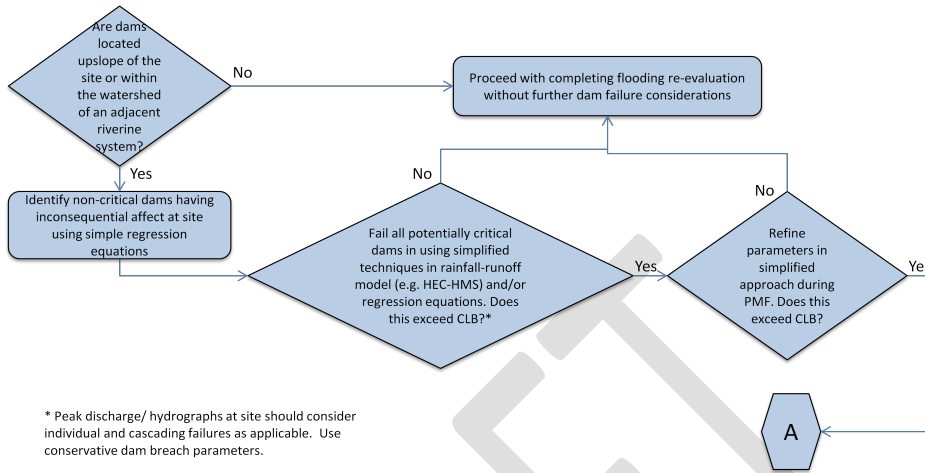 Are dams
located
upslope of the
site or within
the watershed
of an adjacent
riverine
system?
No
Proceed with completing flooding re-evaluation
without further dam failure considerations
Yes
Identify non-critical dams having
inconsequential affect at site
using simple regression
equations
No
Fail all potentially critical
dams in using simplified
techniques in rainfall-runoff
model (e.g. HEC-HMS) and/or
regression equations. Does
this exceed CLB?*
Yes
No
Refine
parameters in
simplified
approach during
PMF. Does this
exceed CLB?
Ye
* Peak discharge/ hydrographs at site should consider
individual and cascading failures as applicable.  Use
conservative dam breach parameters.
A